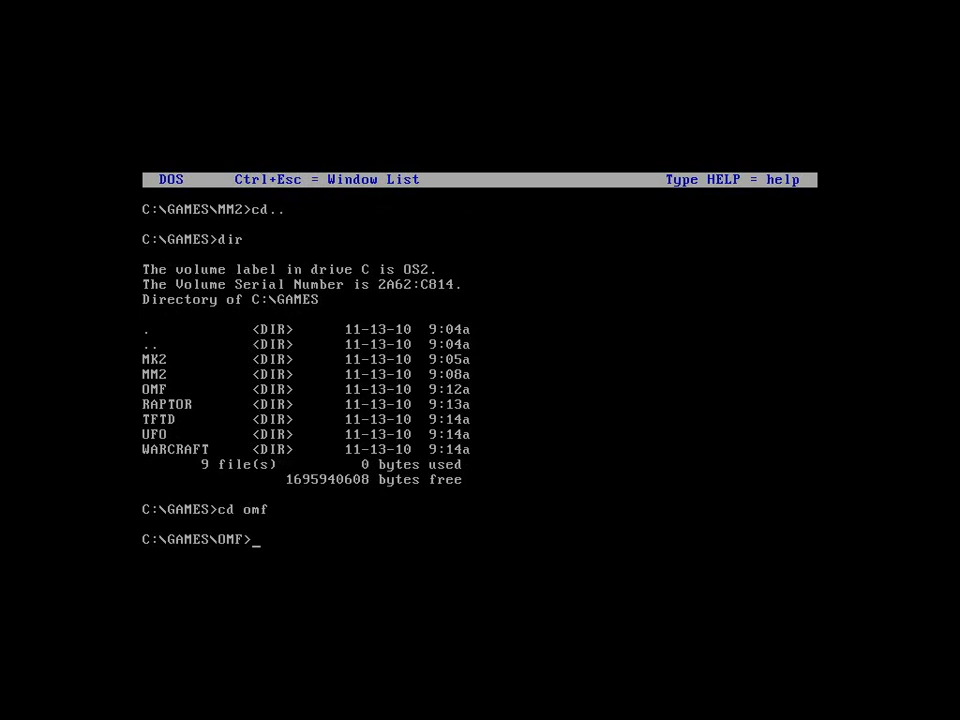 DOS Ctrl+Esc = Window List Type HELP = help
C:\GAMES\MM2>cd..
C:\GAMES>dir
The volume label in drive C is OS2.
The Volume Serial Number is 2A62:C814.
Directory of C:\GAMES
. <DIR> 11-13-10 9:04a
.. <DIR> 11-13-10 9:04a
MK2 <DIR> 11-13-10 9:05a
MM2 <DIR> 11-13-10 9:08a
OMF <DIR> 11-13-10 9:12a
RAPTOR <DIR> 11-13-10 9:13a
TFTD <DIR> 11-13-10 9:14a
UFO <DIR> 11-13-10 9:14a
WARCRAFT <DIR> 11-13-10 9:14a
9 file(s) 0 bytes used
1695940608 bytes free
C:\GAMES>cd omf
C:\GAMES\OMF>_